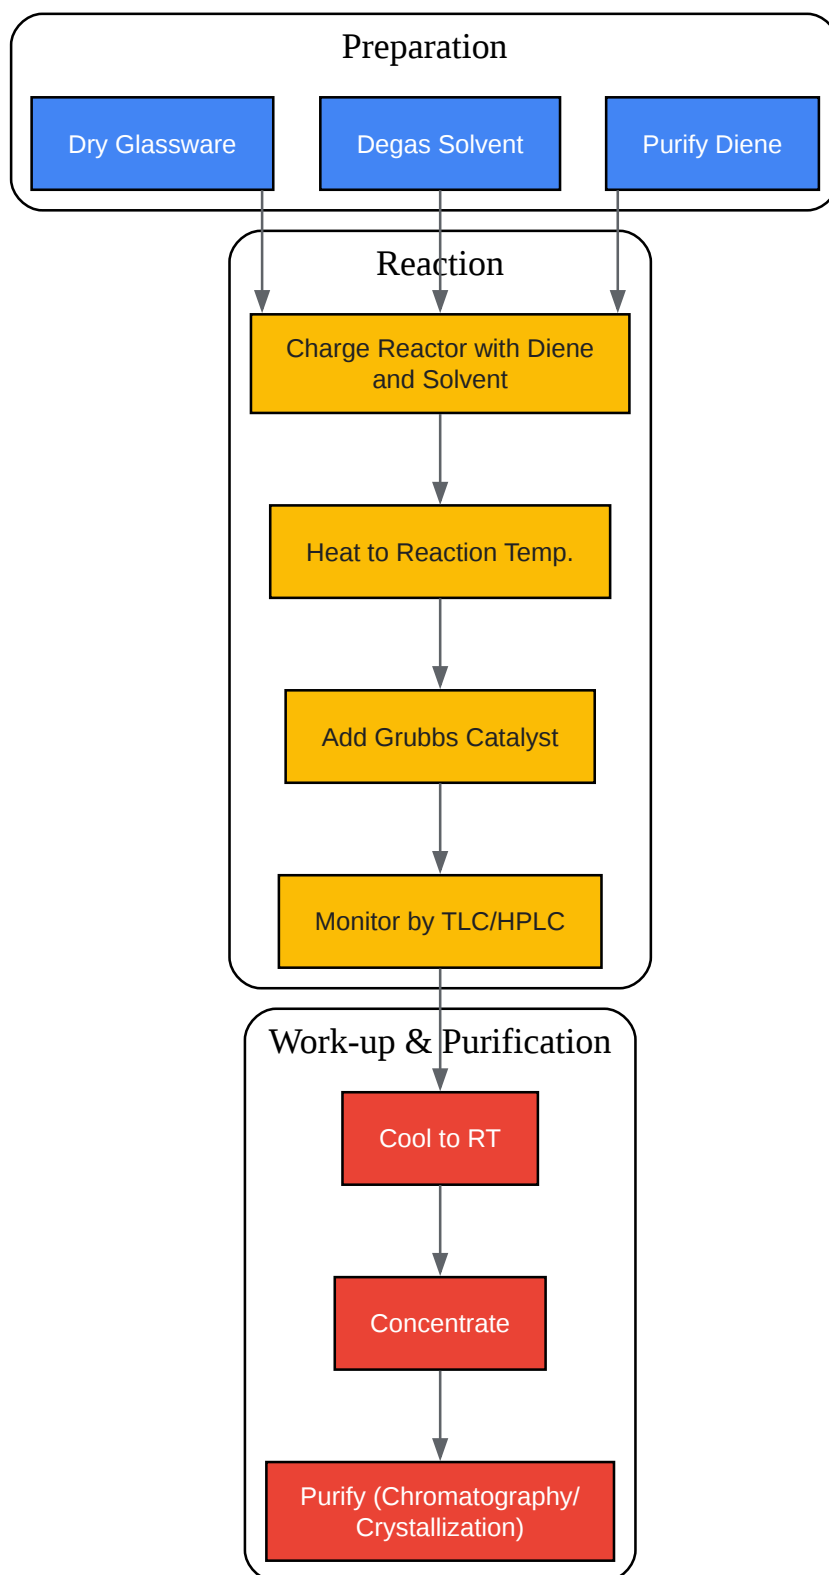 Preparation
Dry Glassware
Degas Solvent
Purify Diene
Reaction
Charge Reactor with Diene
and Solvent
Heat to Reaction Temp.
Add Grubbs Catalyst
Monitor by TLC/HPLC
Work-up & Purification
Cool to RT
Concentrate
Purify (Chromatography/
Crystallization)